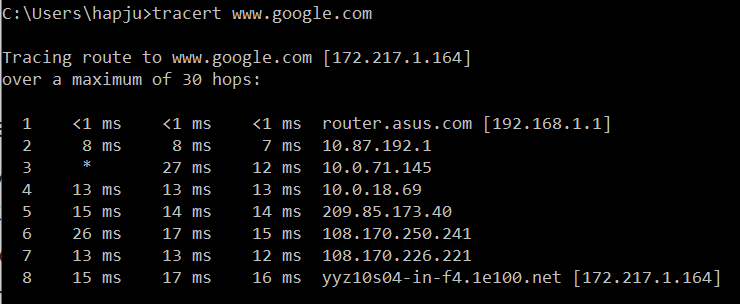 C:\Users\hapju>tracert www.google.com
Tracing route to www.google.com [172.217.1.164]
over a maximum of 30 hops:
1 <1 ms <1 ms <1 ms router.asus.com [192.168.1.1]
2 8 ms 8 ms 7 ms 10.87.192.1
3 * 27 ms 12 ms 10.0.71.145
4 13 ms 13 ms 13 ms 10.0.18.69
5 15 ms 14 ms 14 ms 209.85.173.40
6 26 ms 17 ms 15 ms 108.170.250.241
7 13 ms 13 ms 12 ms 108.170.226.221
8 15 ms 17 ms 16 ms yyz10s04-in-f4.1e100.net [172.217.1.164]